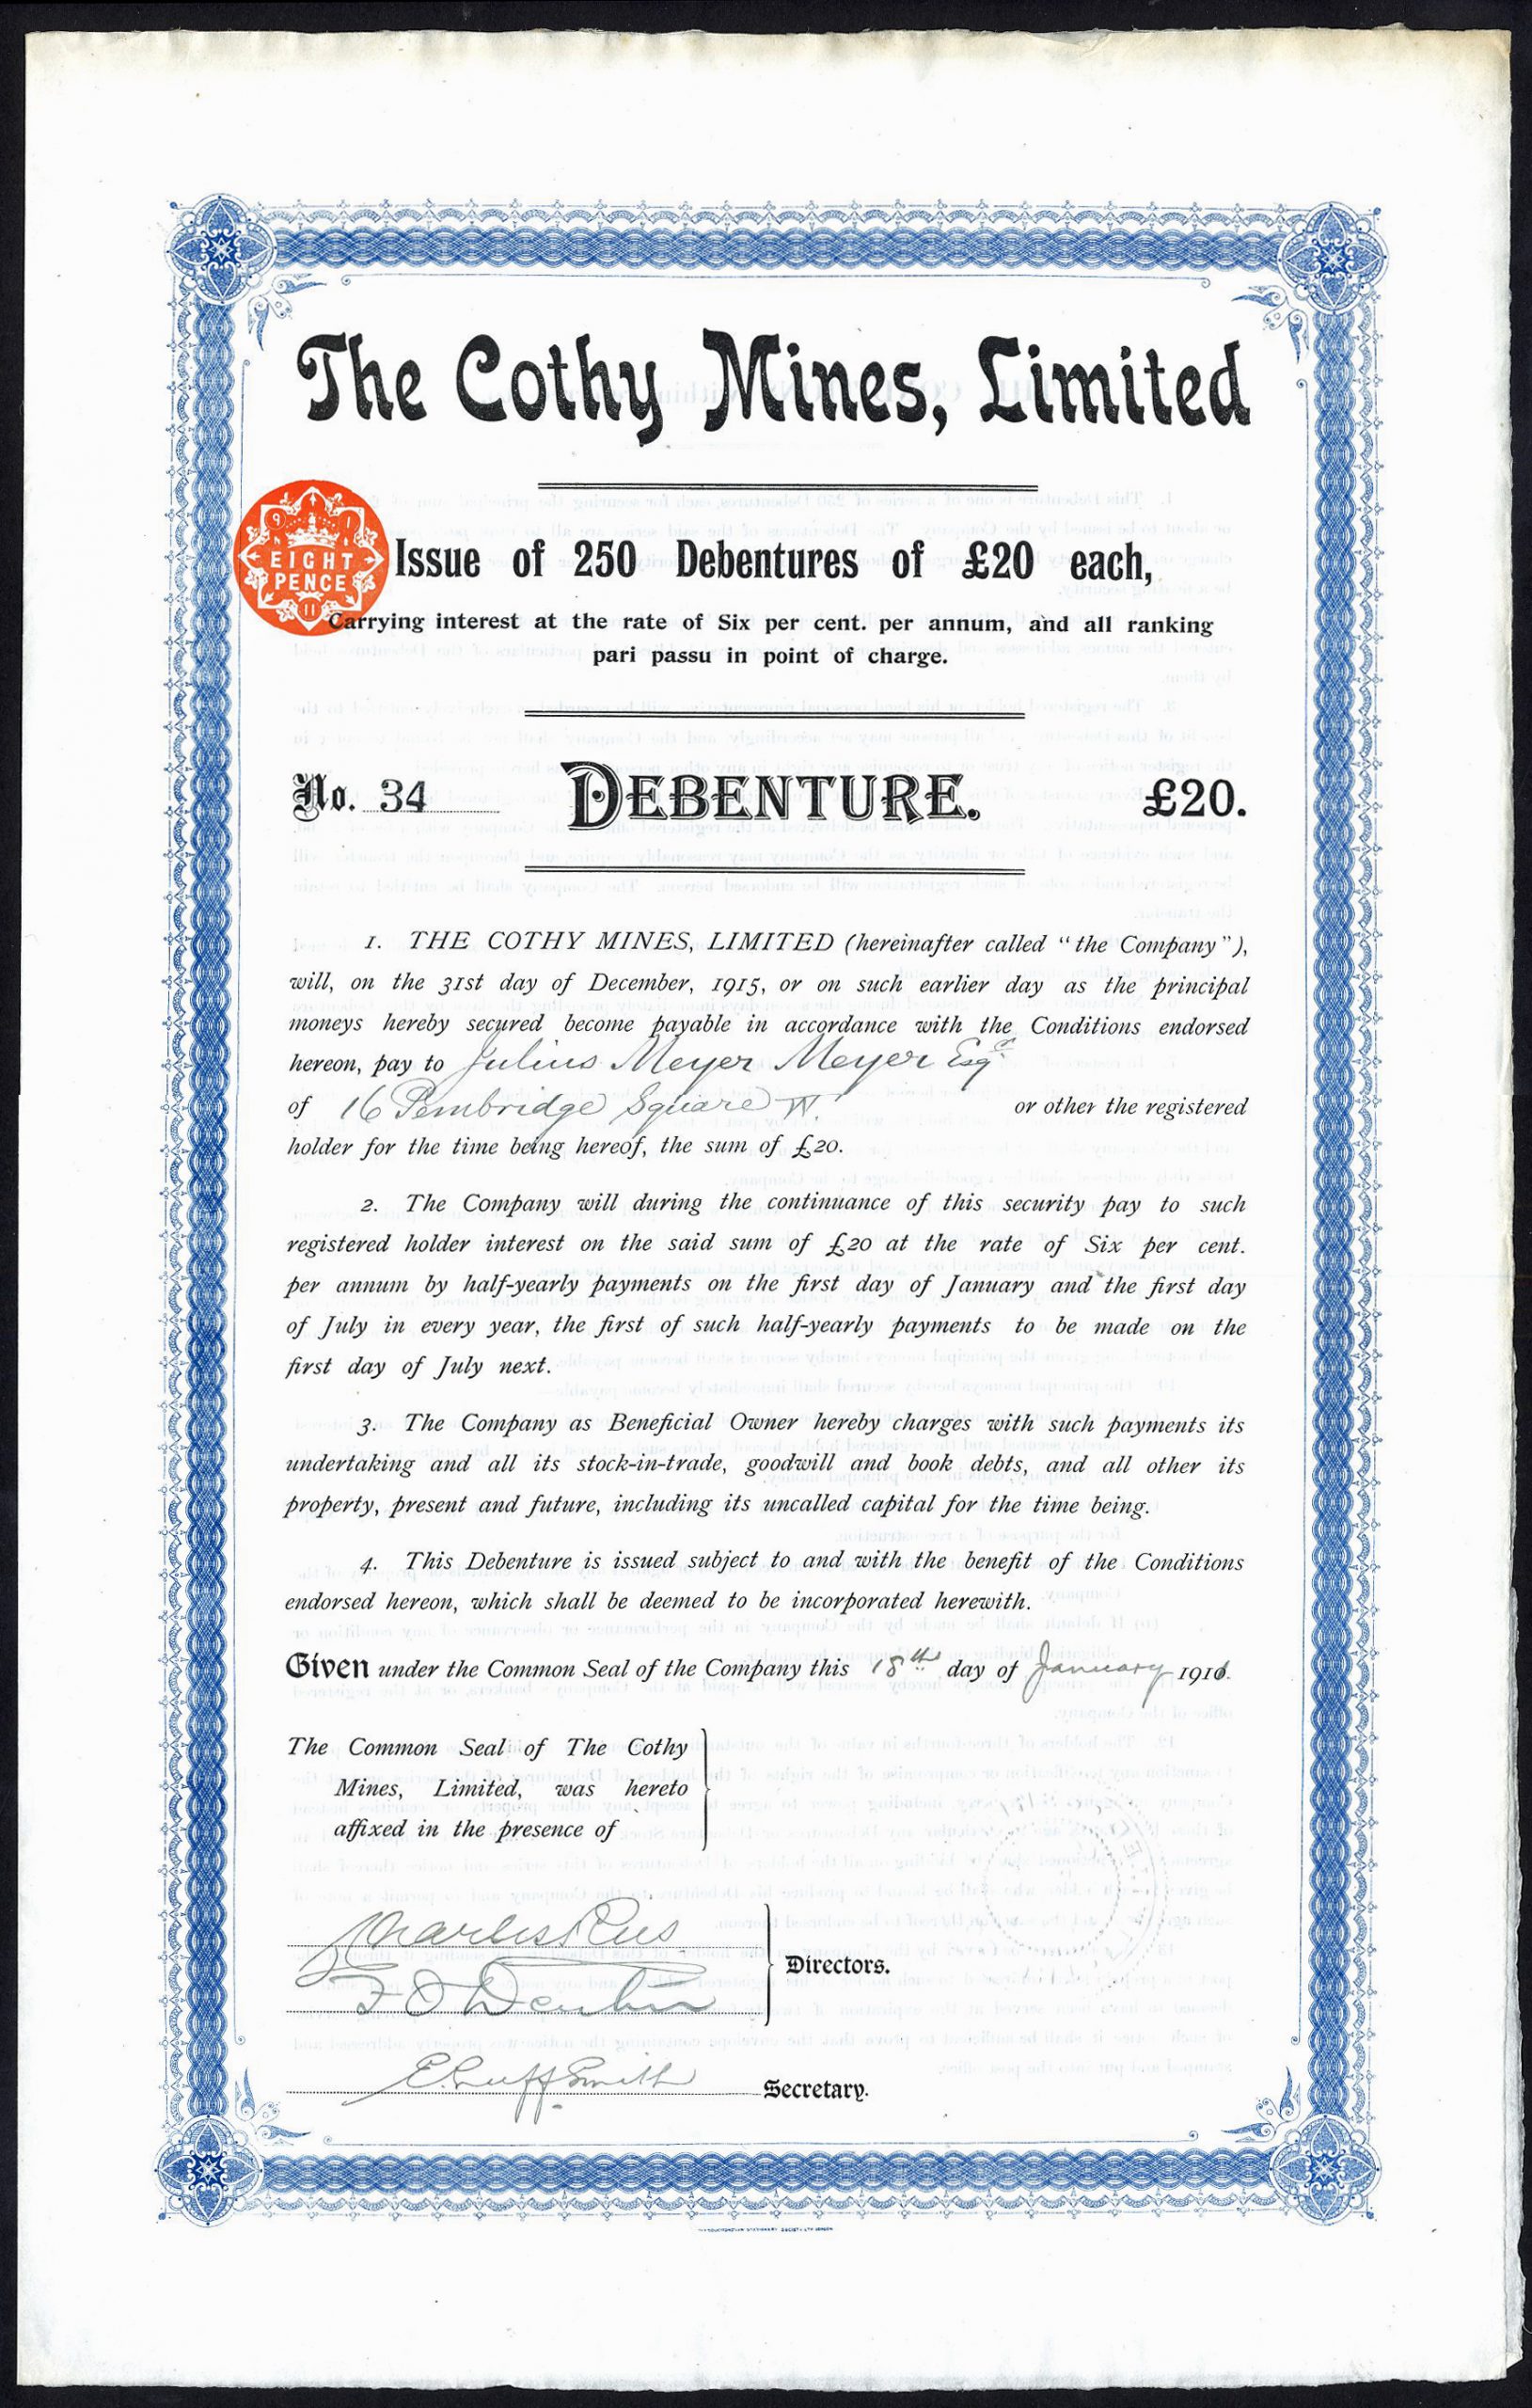 The Cothy Mines, Limited
9 1
N 1
EIGHT
PENCE
11
Issue of 250 Debentures of £20 each,
Carrying interest at the rate of Six per cent. per annum, and all ranking
pari passu in point of charge.
No. 34 DEBENTURE. £20.
1. THE COTHY MINES, LIMITED (hereinafter called "the Company"),
will, on the 31st day of December, 1915, or on such earlier day as the principal
moneys hereby secured become payable in accordance with the Conditions endorsed
hereon, pay to Julius Meyer Meyer Esqre
of 16 Pembridge Square W. or other the registered
holder for the time being hereof, the sum of £20.
2. The Company will during the continuance of this security pay to such
registered holder interest on the said sum of £20 at the rate of Six per cent.
per annum by half-yearly payments on the first day of January and the first day
of July in every year, the first of such half-yearly payments to be made on the
first day of July next.
3. The Company as Beneficial Owner hereby charges with such payments its
undertaking and all its stock-in-trade, goodwill and book debts, and all other its
property, present and future, including its uncalled capital for the time being.
4. This Debenture is issued subject to and with the benefit of the Conditions
endorsed hereon, which shall be deemed to be incorporated herewith.
Given under the Common Seal of the Company this 18th day of January
The Common Seal of The Cothy
Mines, Limited, was hereto
affixed in the presence of
Charles Rees
Directors.
E. Luff Smith Secretary.